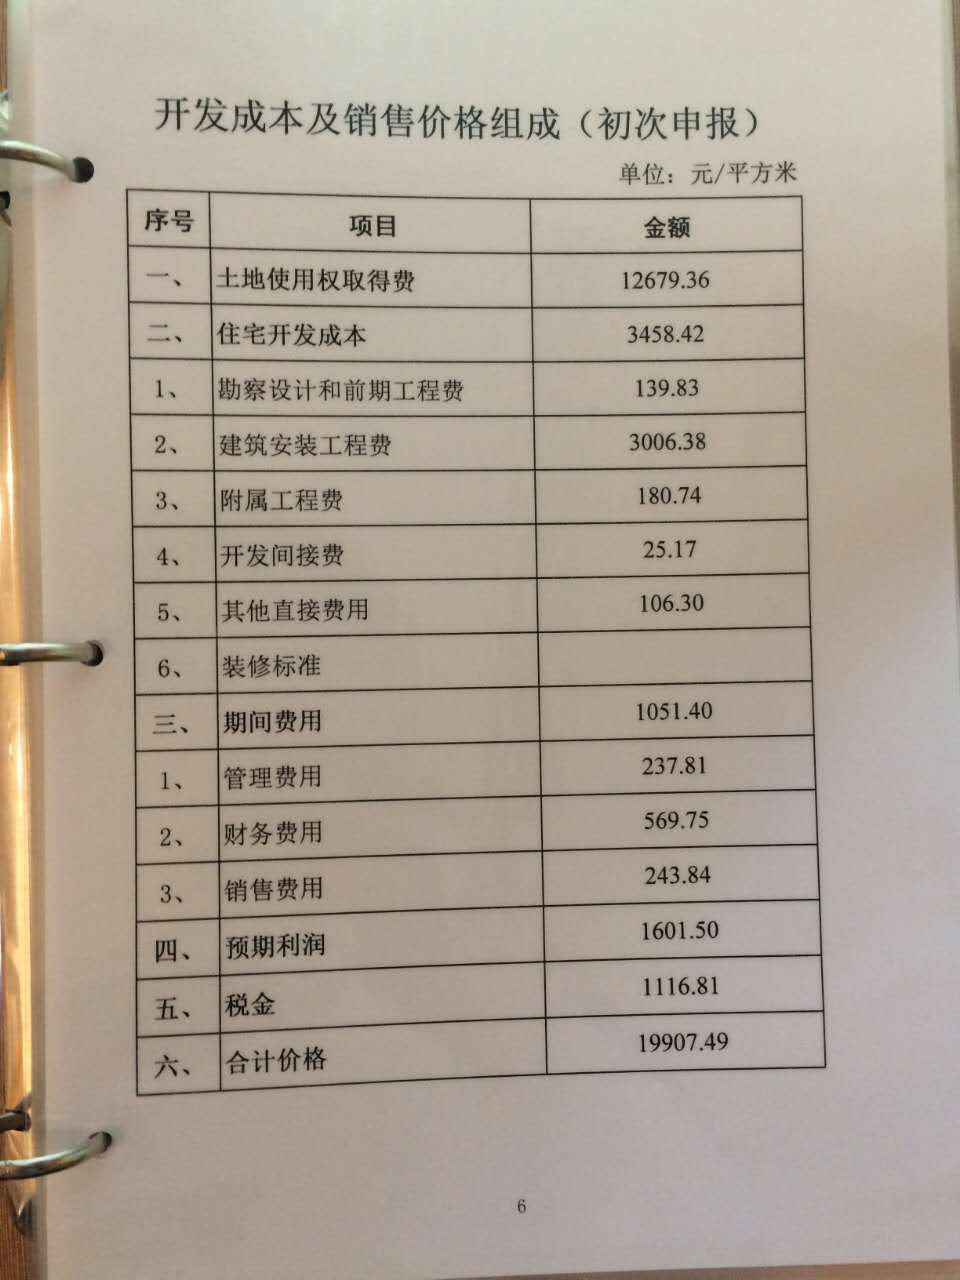 开发成本及销售价格组成（初次申报）
单位：元/平方米
序号 项目 金额
一、 土地使用权取得费 12679.36
二、 住宅开发成本 3458.42
1、 勘察设计和前期工程费 139.83
2、 建筑安装工程费 3006.38
3、 附属工程费 180.74
4、 开发间接费 25.17
5、 其他直接费用 106.30
6、 装修标准
三、 期间费用 1051.40
1、 管理费用 237.81
2、 财务费用 569.75
3、 销售费用 243.84
四、 预期利润 1601.50
五、 税金 1116.81
六、 合计价格 19907.49
6